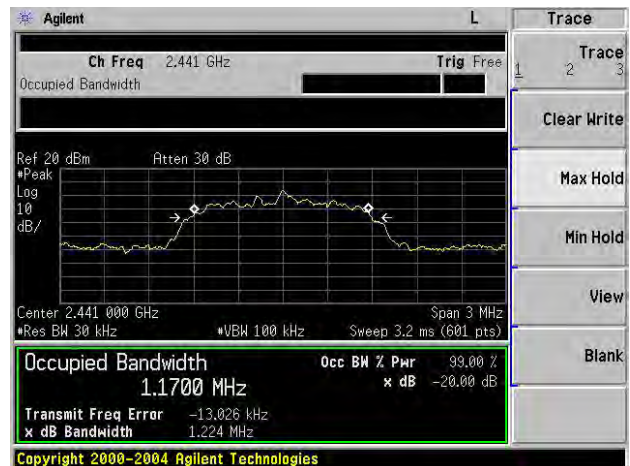 Agilent L Trace
Ch Freq 2.441 GHz Trig Free
Occupied Bandwidth
Trace
1 2 3
Clear Write
Max Hold
Min Hold
View
Blank
Ref 20 dBm Atten 30 dB
#Peak
Log
10
dB/
Center 2.441 000 GHz Span 3 MHz
#Res BW 30 kHz #VBW 100 kHz Sweep 3.2 ms (601 pts)
Occupied Bandwidth Occ BW % Pwr 99.00 %
1.1700 MHz x dB -20.00 dB
Transmit Freq Error -13.026 kHz
x dB Bandwidth 1.224 MHz
Copyright 2000-2004 Agilent Technologies